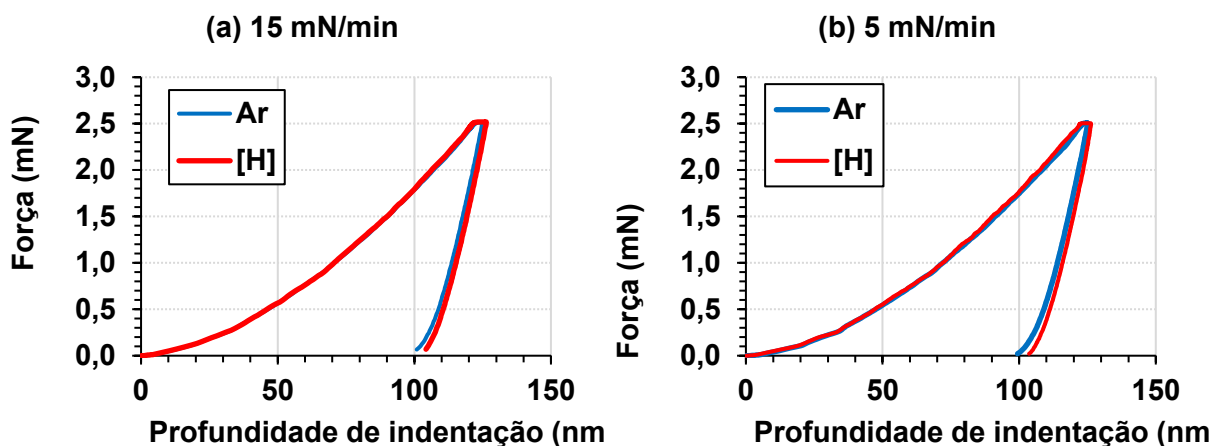 (a) 15 mN/min
Força (mN)
3,0
2,5
2,0
1,5
1,0
0,5
0,0
Ar
[H]
0 50 100 150
Profundidade de indentação (nm
(b) 5 mN/min
Força (mN)
3,0
2,5
2,0
1,5
1,0
0,5
0,0
Ar
[H]
0 50 100 150
Profundidade de indentação (nm